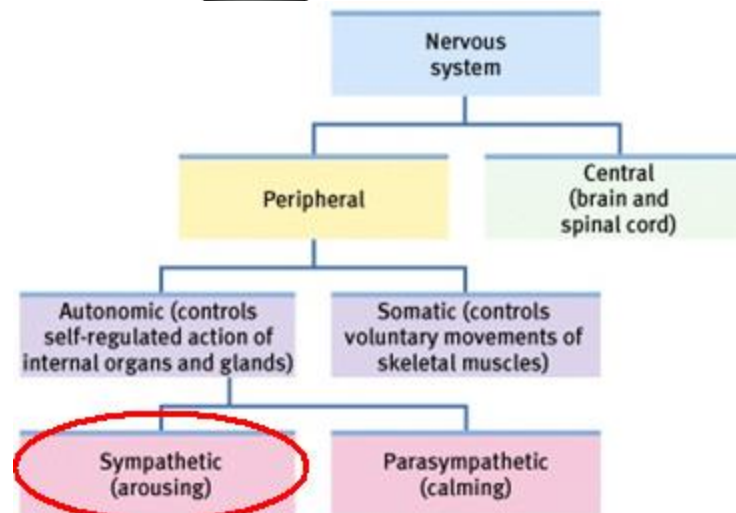 Nervous
system
Peripheral
Central
(brain and
spinal cord)
Autonomic (controls
self-regulated action of
internal organs and glands)
Somatic (controls
voluntary movements of
skeletal muscles)
Sympathetic
(arousing)
Parasympathetic
(calming)